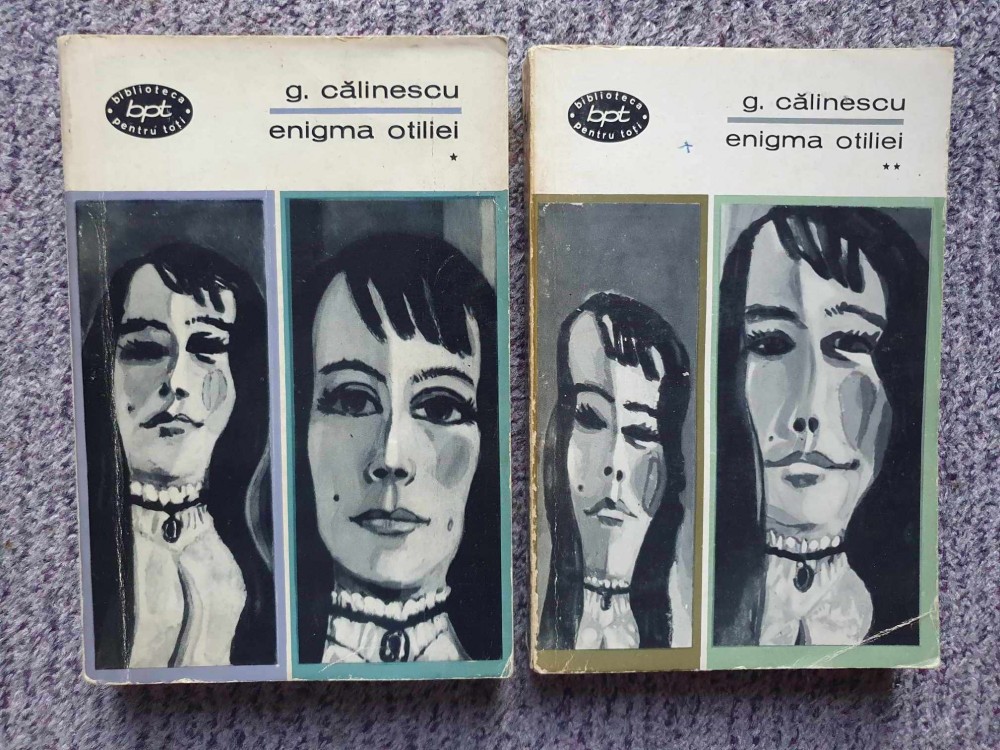 biblioteca
bpt
pentru toți
g. călinescu
enigma otiliei
*
biblioteca
bpt
pentru toți
g. călinescu
enigma otiliei
**